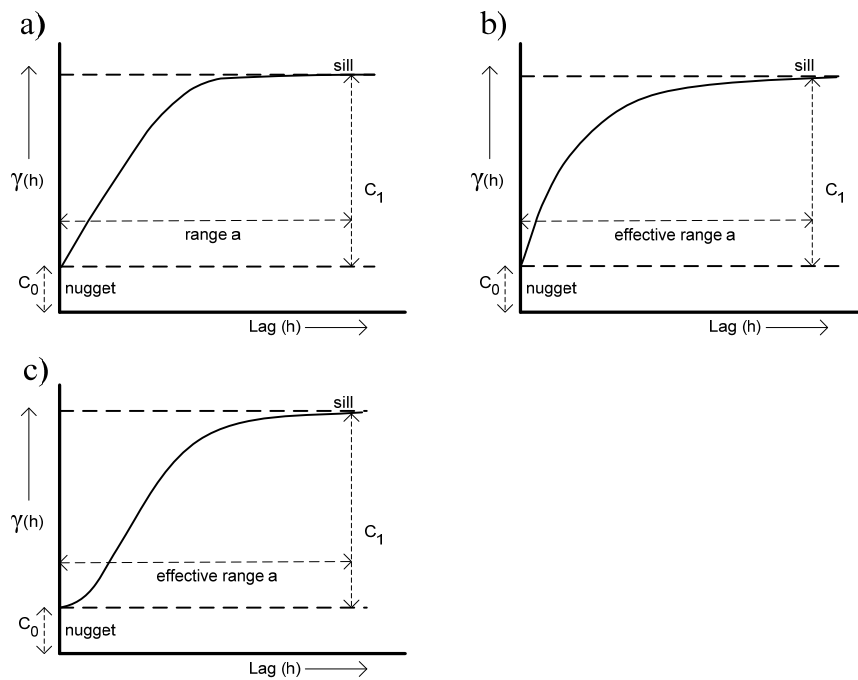 a)
sill
γ(h)
C1
range a
C0
nugget
Lag (h)
b)
sill
γ(h)
C1
effective range a
C0
nugget
Lag (h)
c)
sill
γ(h)
C1
effective range a
C0
nugget
Lag (h)